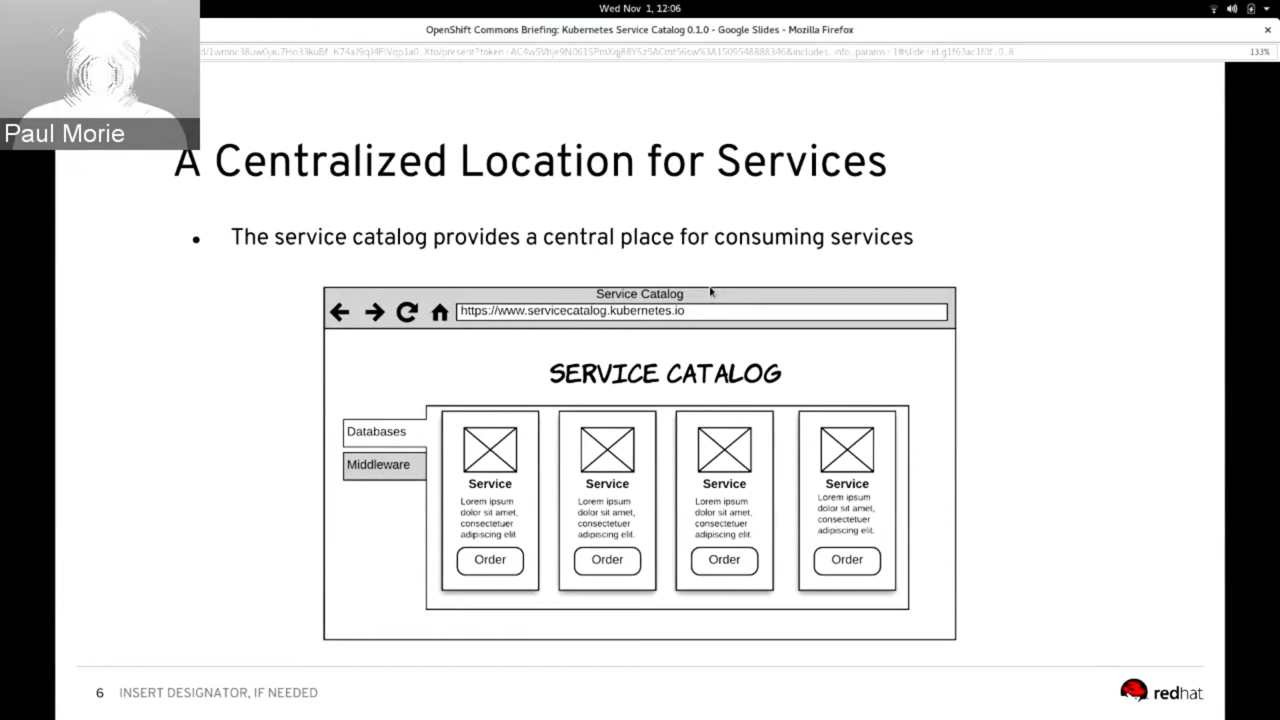 Wed Nov 1, 12:06
OpenShift Commons Briefing: Kubernetes Service Catalog 0.1.0 - Google Slides - Mozilla Firefox
133%
Paul Morie
A Centralized Location for Services
The service catalog provides a central place for consuming services
Service Catalog
https://www.servicecatalog.kubernetes.io
SERVICE CATALOG
Databases
Middleware
Service
Lorem ipsum
dolor sit amet,
consectetuer
adipiscing elit.
Order
Service
Lorem ipsum
dolor sit amet,
consectetuer
adipiscing elit.
Order
Service
Lorem ipsum
dolor sit amet,
consectetuer
adipiscing elit.
Order
Service
Lorem ipsum
dolor sit amet,
consectetuer
adipiscing elit.
Order
6 INSERT DESIGNATOR, IF NEEDED
redhat